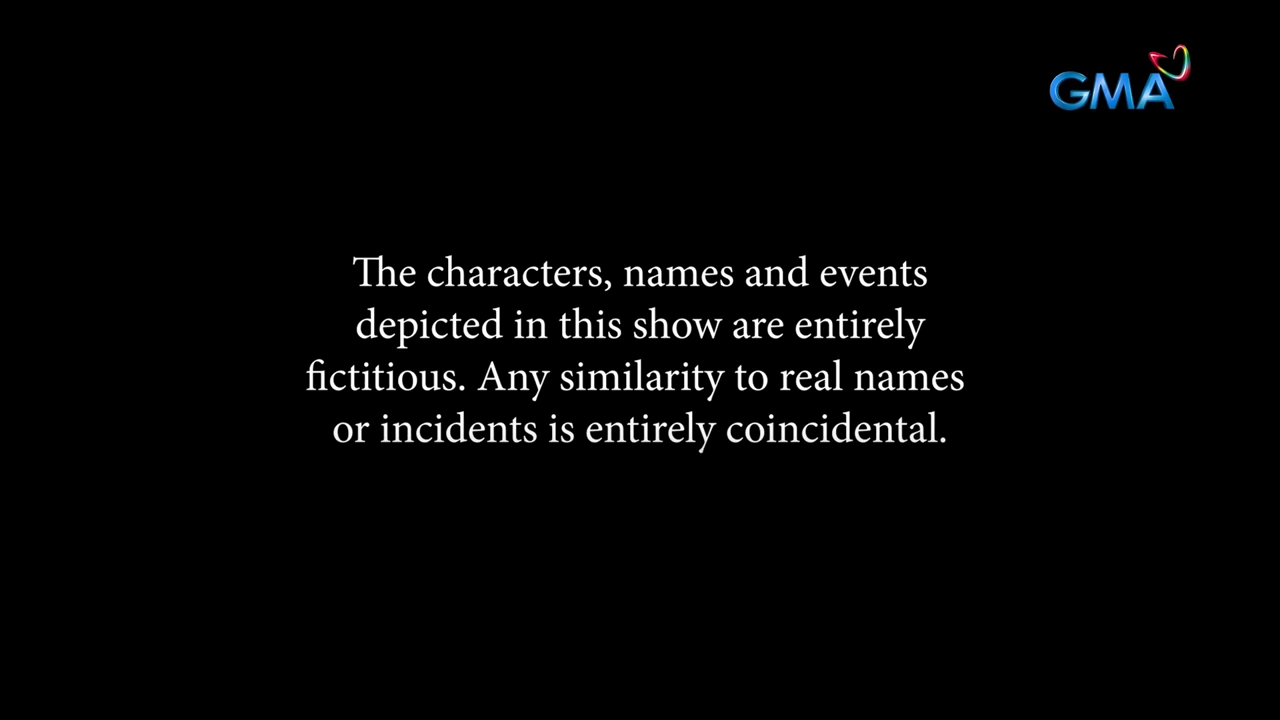 GMA
The characters, names and events
depicted in this show are entirely
fictitious. Any similarity to real names
or incidents is entirely coincidental.